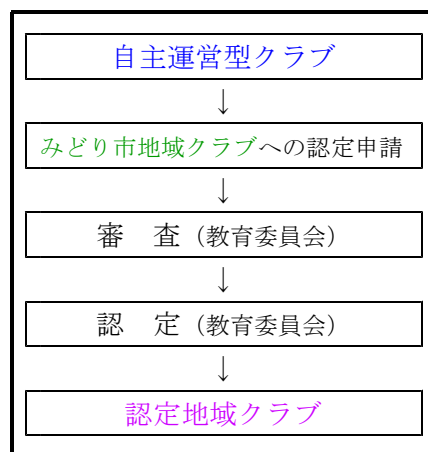 自主運営型クラブ
↓
みどり市地域クラブへの認定申請
↓
審　査（教育委員会）
↓
認　定（教育委員会）
↓
認定地域クラブ